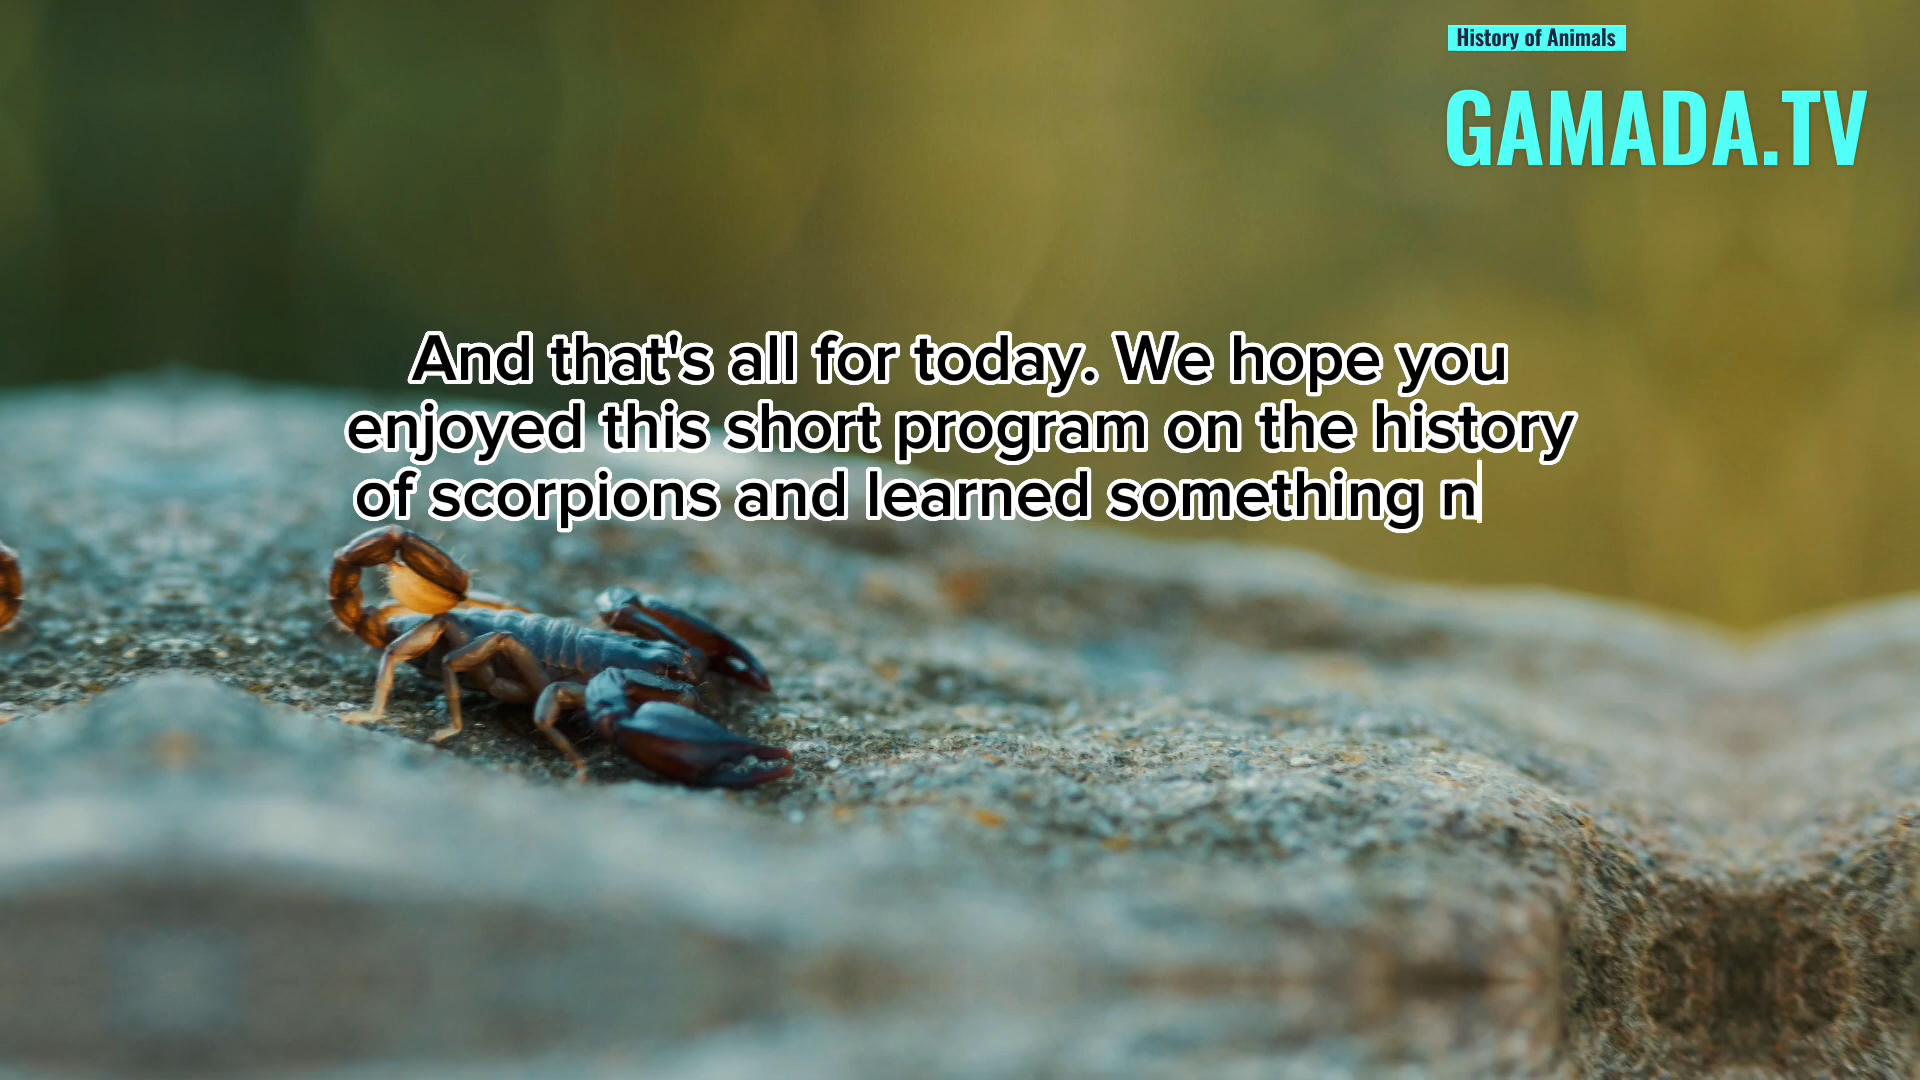 History of Animals
GAMADA.TV
And that's all for today. We hope you
enjoyed this short program on the history
of scorpions and learned something n